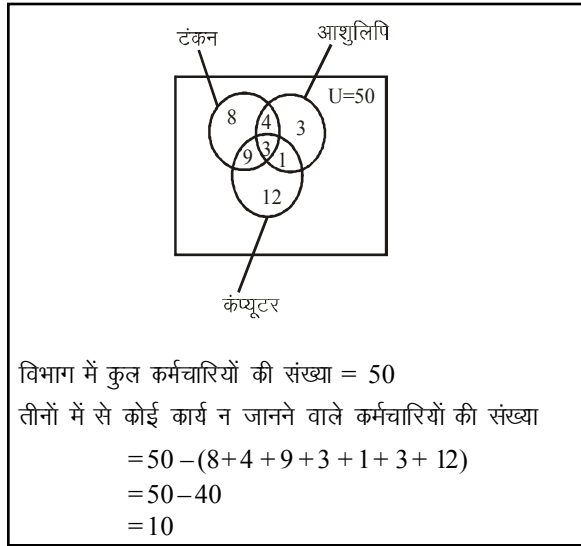 टंकन
आशुलिपि
U=50
8
4
3
3
9
1
12
कंप्यूटर
विभाग में कुल कर्मचारियों की संख्या = 50
तीनों में से कोई कार्य न जानने वाले कर्मचारियों की संख्या
=50–(8+4+9+3+1+3+12)
=50–40
=10